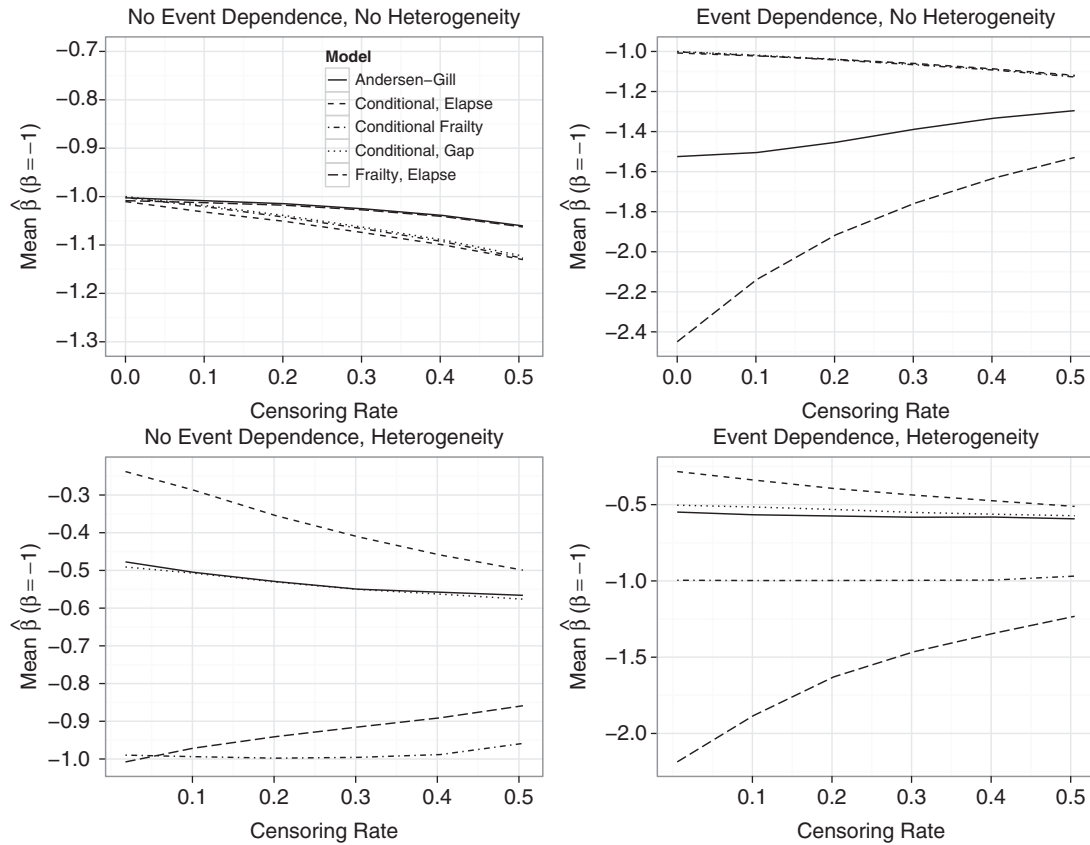 No Event Dependence, No Heterogeneity
Mean β̂ (β = −1)
−0.7
−0.8
−0.9
−1.0
−1.1
−1.2
−1.3
Model
Andersen−Gill
Conditional, Elapse
Conditional Frailty
Conditional, Gap
Frailty, Elapse
0.0 0.1 0.2 0.3 0.4 0.5
Censoring Rate
Event Dependence, No Heterogeneity
Mean β̂ (β = −1)
−1.0
−1.2
−1.4
−1.6
−1.8
−2.0
−2.2
−2.4
0.0 0.1 0.2 0.3 0.4 0.5
Censoring Rate
No Event Dependence, Heterogeneity
Mean β̂ (β = −1)
−0.3
−0.4
−0.5
−0.6
−0.7
−0.8
−0.9
−1.0
0.1 0.2 0.3 0.4 0.5
Censoring Rate
Event Dependence, Heterogeneity
Mean β̂ (β = −1)
−0.5
−1.0
−1.5
−2.0
0.1 0.2 0.3 0.4 0.5
Censoring Rate